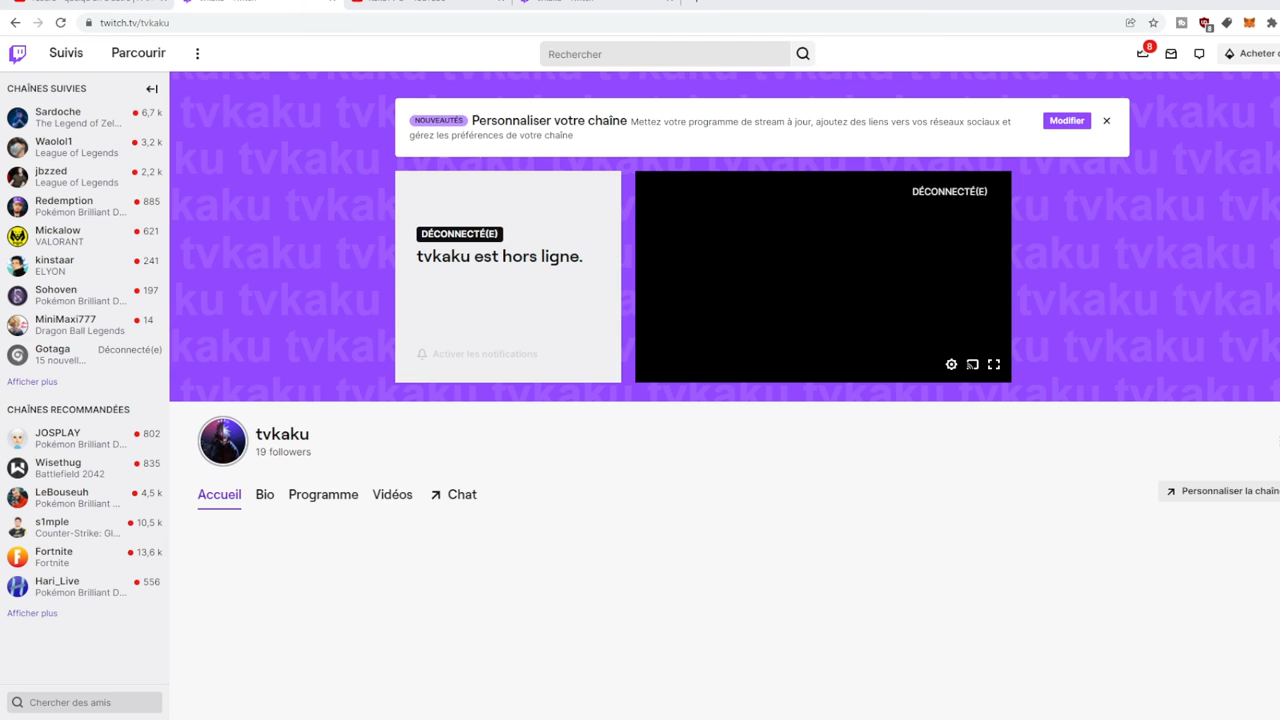 twitch.tv/tvkaku
8
Suivis
Parcourir
Rechercher
8
Acheter
CHAÎNES SUIVIES
Sardoche 6,7 k
The Legend of Zel...
Waolol1 3,2 k
League of Legends
jbzzed 2,2 k
League of Legends
Redemption 885
Pokémon Brilliant D...
Mickalow 621
VALORANT
kinstaar 241
ELYON
Sohoven 197
Pokémon Brilliant D...
MiniMaxi777 14
Dragon Ball Legends
Gotaga Déconnecté(e)
15 nouvell...
Afficher plus
CHAÎNES RECOMMANDÉES
JOSPLAY 802
Pokémon Brilliant D...
Wisethug 835
Battlefield 2042
LeBouseuh 4,5 k
Pokémon Brilliant ...
s1mple 10,5 k
Counter-Strike: Gl...
Fortnite 13,6 k
Fortnite
Hari_Live 556
Pokémon Brilliant D...
Afficher plus
Chercher des amis
NOUVEAUTÉS Personnaliser votre chaîne Mettez votre programme de stream à jour, ajoutez des liens vers vos réseaux sociaux et
gérez les préférences de votre chaîne
Modifier
DÉCONNECTÉ(E)
tvkaku est hors ligne.
Activer les notifications
DÉCONNECTÉ(E)
tvkaku
19 followers
Accueil Bio Programme Vidéos Chat
Personnaliser la chaîn